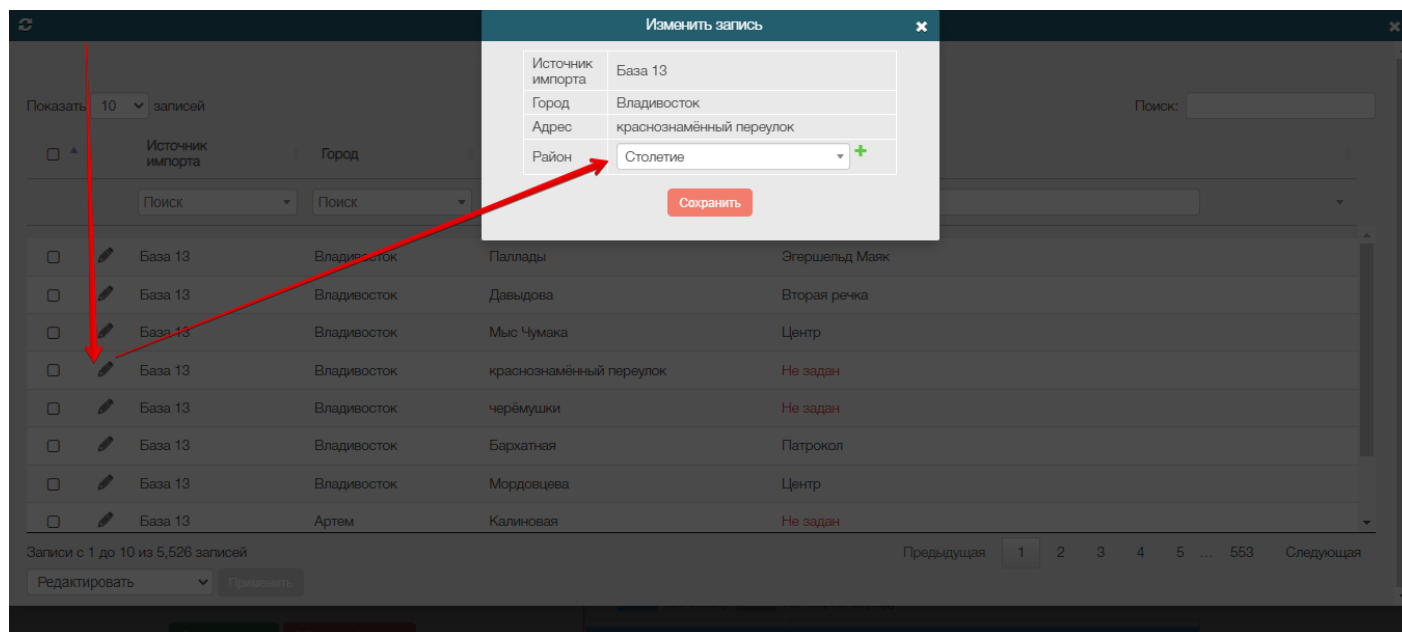 Изменить запись
Источник импорта База 13
Город Владивосток
Адрес краснознамённый переулок
Район Столетие
Сохранить
Показать 10 записей
Поиск:
Источник импорта Город
Поиск Поиск
База 13 Владивосток Паллады Эгершельд Маяк
База 13 Владивосток Давыдова Вторая речка
База 13 Владивосток Мыс Чумака Центр
База 13 Владивосток краснознамённый переулок Не задан
База 13 Владивосток черёмушки Не задан
База 13 Владивосток Бархатная Патрокол
База 13 Владивосток Мордовцева Центр
База 13 Артем Калиновая Не задан
Записи с 1 до 10 из 5,526 записей
Предыдущая 1 2 3 4 5 ... 553 Следующая
Редактировать Применить